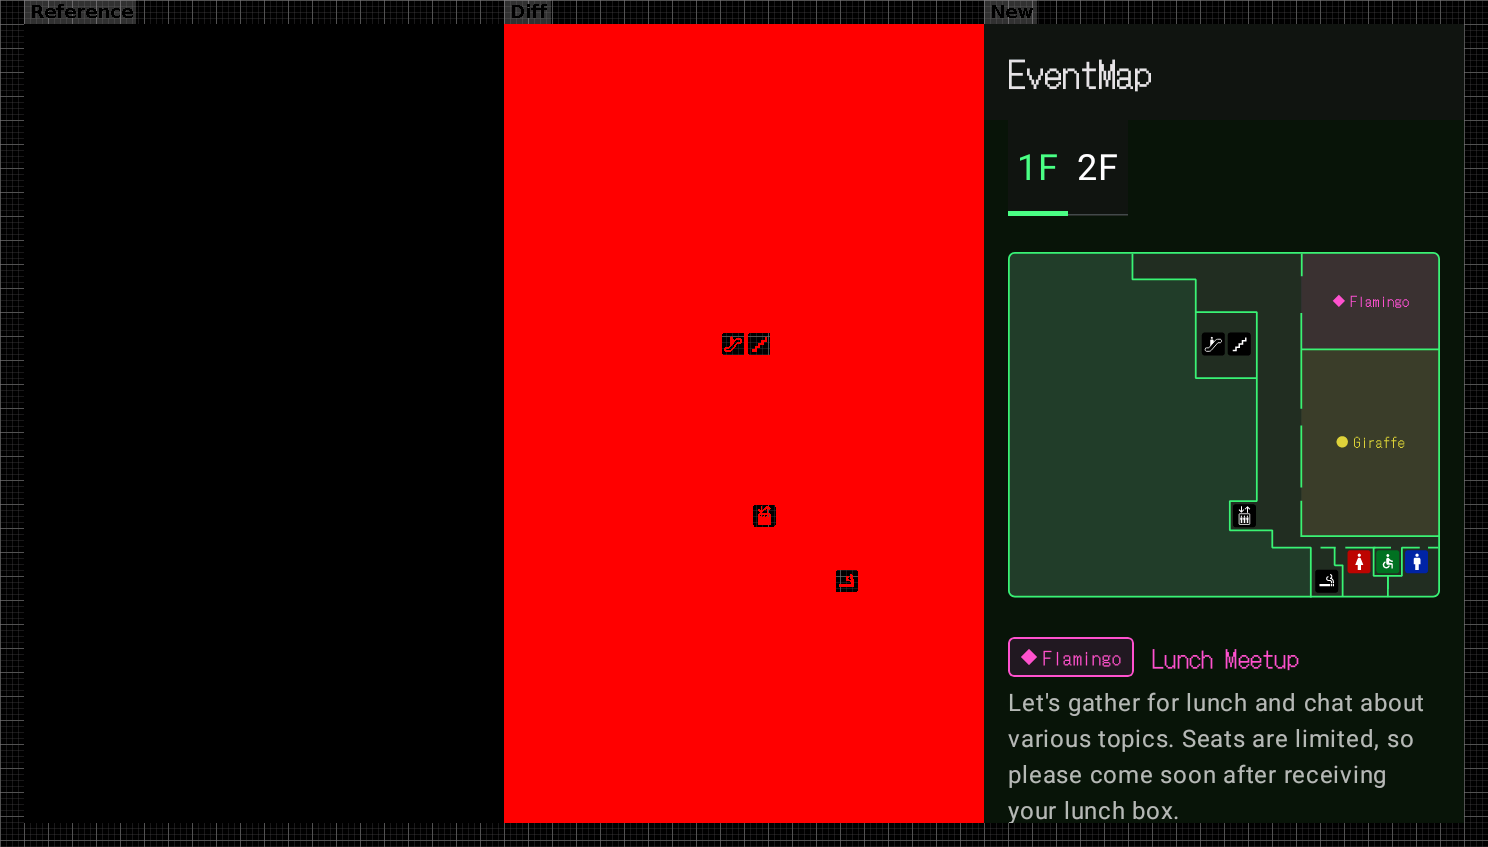 Reference
Diff
New
EventMap
1F 2F
Flamingo
Giraffe
Flamingo Lunch Meetup
Let's gather for lunch and chat about
various topics. Seats are limited, so
please come soon after receiving
your lunch box.